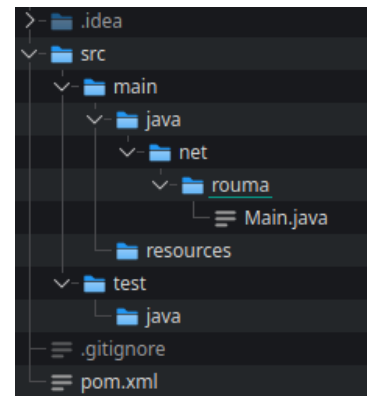 .idea
src
main
java
net
rouma
Main.java
resources
test
java
.gitignore
pom.xml